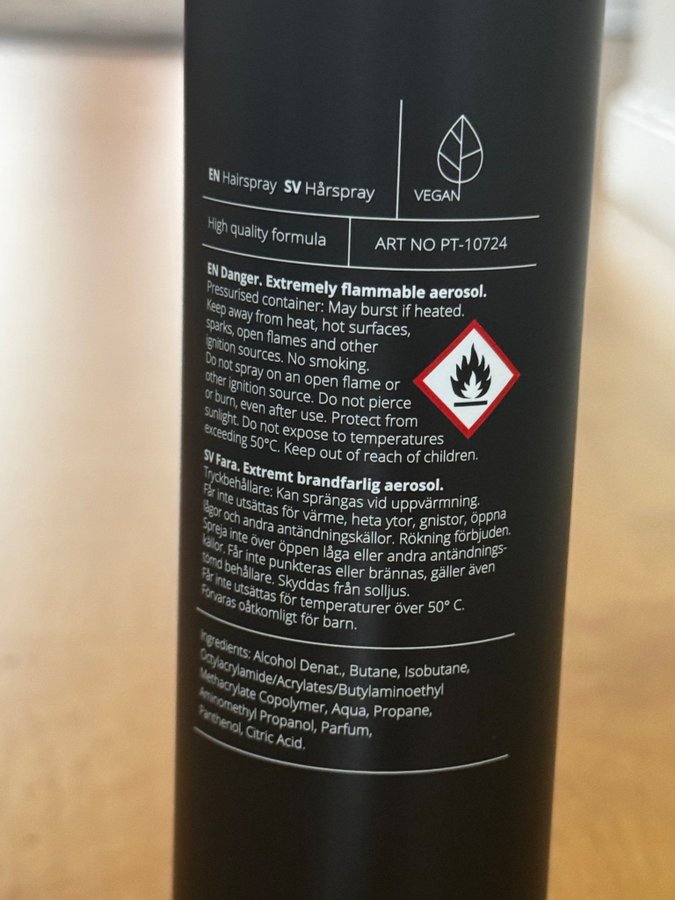 EN Hairspray SV Hårspray
VEGAN
High quality formula
ART NO PT-10724
EN Danger. Extremely flammable aerosol.
Pressurised container: May burst if heated.
Keep away from heat, hot surfaces,
sparks, open flames and other
ignition sources. No smoking.
Do not spray on an open flame or
other ignition source. Do not pierce
or burn, even after use. Protect from
sunlight. Do not expose to temperatures
exceeding 50°C. Keep out of reach of children.
SV Fara. Extremt brandfarlig aerosol.
Tryckbehållare: Kan sprängas vid uppvärmning.
Får inte utsättas för värme, heta ytor, gnistor, öppna
lågor och andra antändningskällor. Rökning förbjuden.
Spreja inte över öppen låga eller andra antändnings-
källor. Får inte punkteras eller brännas, gäller även
tömd behållare. Skyddas från solljus.
Får inte utsättas för temperaturer över 50° C.
Förvaras oåtkomligt för barn.
Ingredients: Alcohol Denat., Butane, Isobutane,
Octylacrylamide/Acrylates/Butylaminoethyl
Methacrylate Copolymer, Aqua, Propane,
Aminomethyl Propanol, Parfum,
Panthenol, Citric Acid.